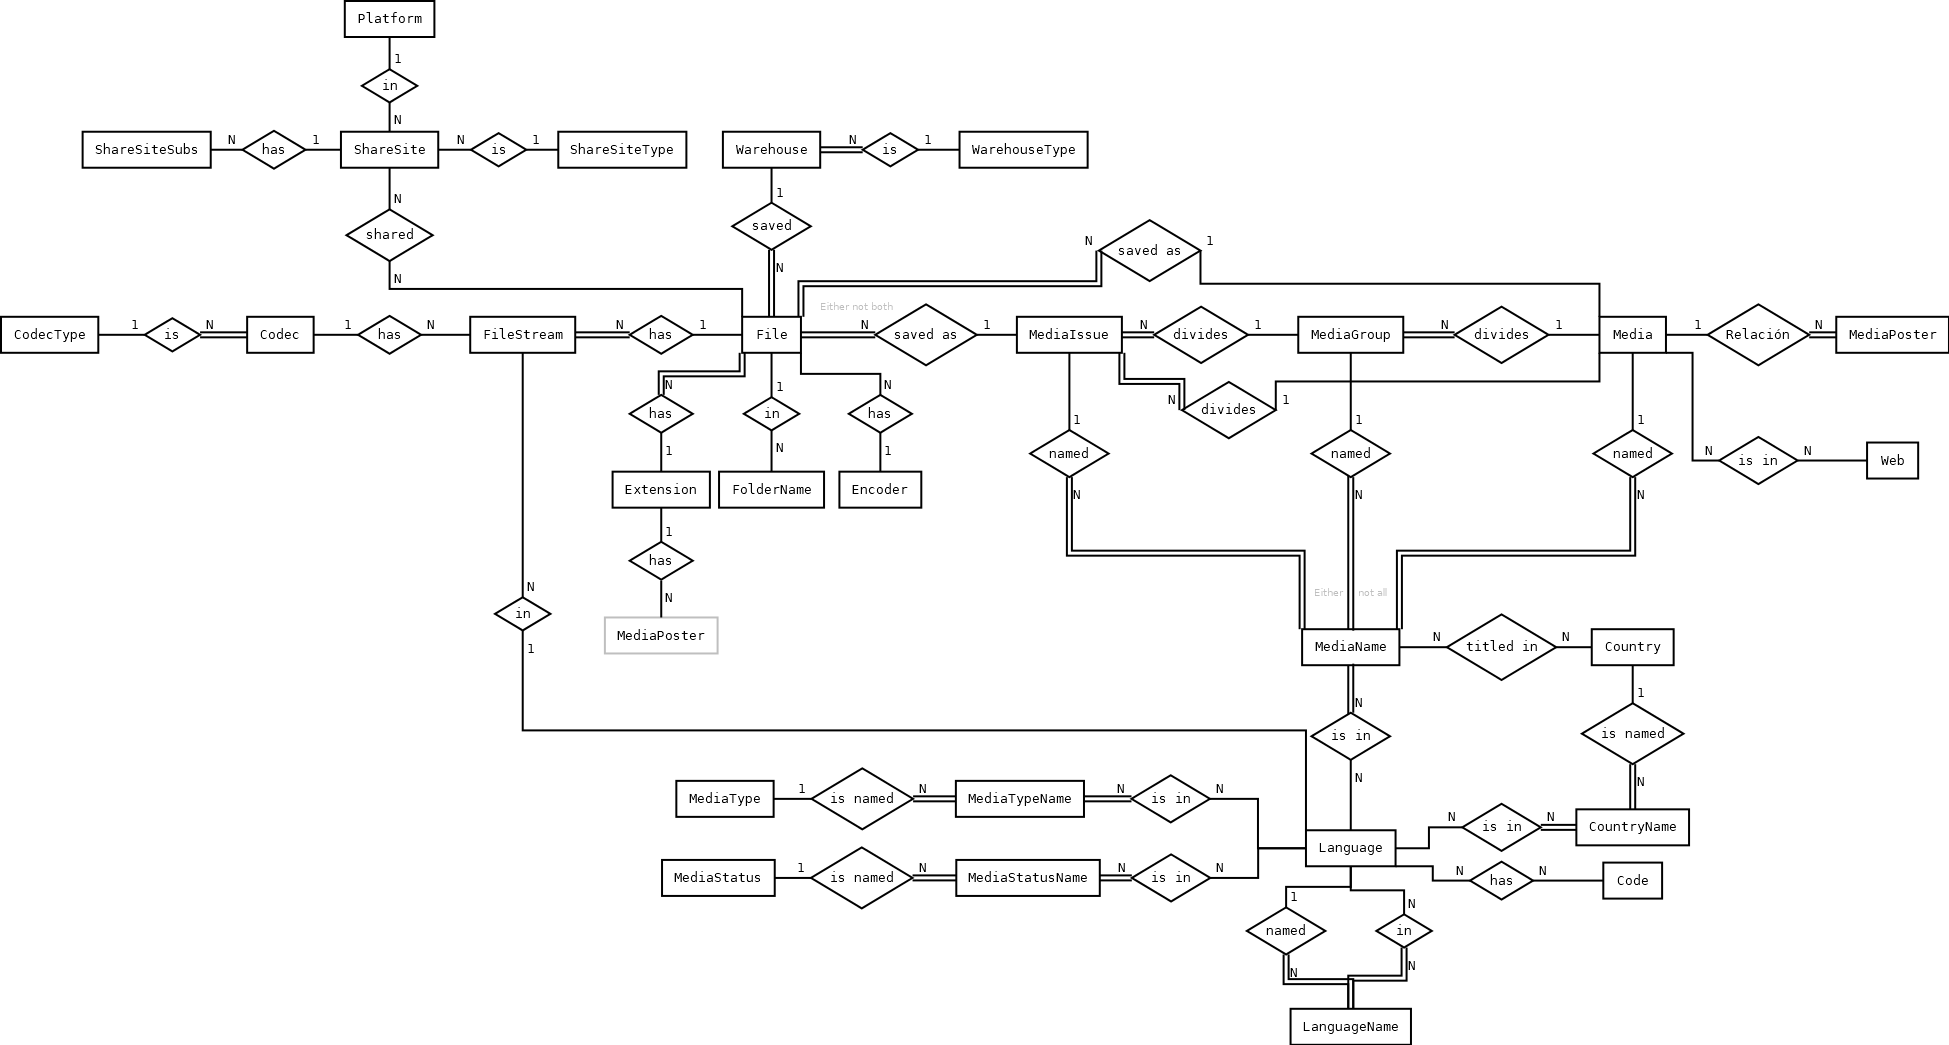 Platform
1
in
N
ShareSiteSubs N has 1 ShareSite N is 1 ShareSiteType
Warehouse N is 1 WarehouseType
N
shared
N
1
saved
N
N saved as 1
Either not both
CodecType 1 is N Codec 1 has N FileStream N has 1 File N saved as 1 MediaIssue N divides 1 MediaGroup N divides 1 Media 1 Relación N MediaPoster
N
has
1
Extension
1
in
N
FolderName
N
has
1
Encoder
N divides 1
1
named
N
1
named
N
1
named
N
N is in N Web
1
has
N
MediaPoster
N
in
1
Either
not all
MediaName N titled in N Country
N
is in
N
1
is named
N
MediaType 1 is named N MediaTypeName N is in N
MediaStatus 1 is named N MediaStatusName N is in N
Language
N is in N CountryName
N has N Code
1
named
N
N
in
N
LanguageName